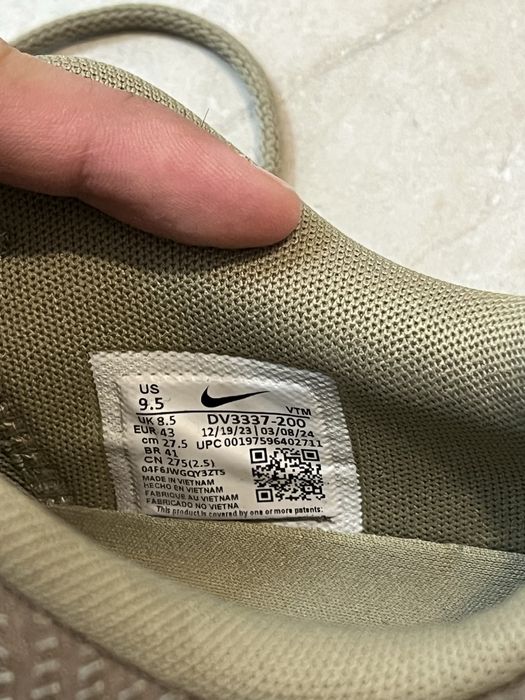 US
9.5
VTM
UK 8.5 DV3337-200
EUR 43 12/19/23 | 03/08/24
cm 27.5 UPC 00197596402711
BR 41
CN 275(2.5)
04F6JWGQY3ZTS
MADE IN VIETNAM
HECHO EN VIETNAM
FABRIQUE AU VIETNAM
FABRICADO NO VIETNA
This product is covered by one or more patents: